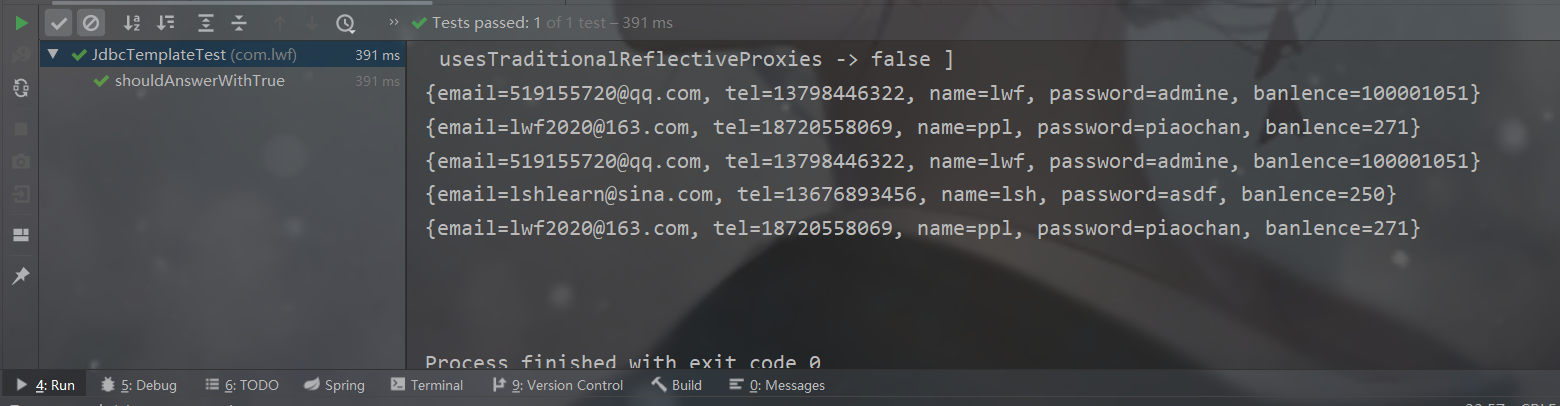 Tests passed: 1 of 1 test – 391 ms
JdbcTemplateTest (com.lwf) 391 ms
shouldAnswerWithTrue 391 ms
usesTraditionalReflectiveProxies -> false ]
{email=519155720@qq.com, tel=13798446322, name=lwf, password=admine, banlence=100001051}
{email=lwf2020@163.com, tel=18720558069, name=ppl, password=piaochan, banlence=271}
{email=519155720@qq.com, tel=13798446322, name=lwf, password=admine, banlence=100001051}
{email=lshlearn@sina.com, tel=13676893456, name=lsh, password=asdf, banlence=250}
{email=lwf2020@163.com, tel=18720558069, name=ppl, password=piaochan, banlence=271}
Process finished with exit code 0
4: Run 5: Debug 6: TODO Spring Terminal 9: Version Control Build 0: Messages